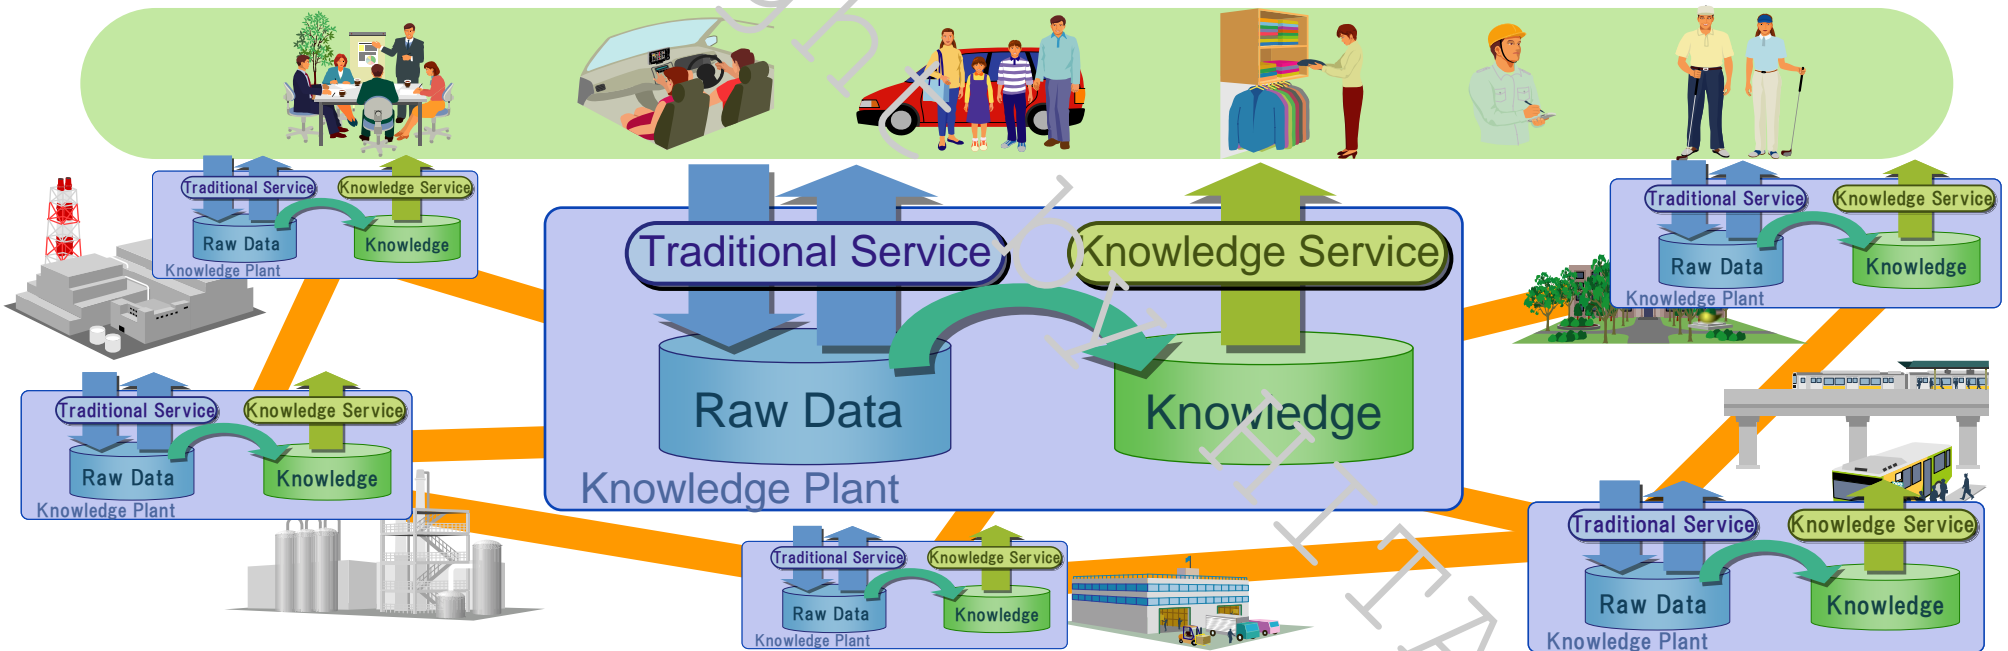 Traditional Service
Knowledge Service
Raw Data
Knowledge
Knowledge Plant
Traditional Service
Knowledge Service
Raw Data
Knowledge
Knowledge Plant
Traditional Service
Knowledge Service
Raw Data
Knowledge
Knowledge Plant
Traditional Service
Knowledge Service
Raw Data
Knowledge
Knowledge Plant
Traditional Service
Knowledge Service
Raw Data
Knowledge
Knowledge Plant
Traditional Service
Knowledge Service
Raw Data
Knowledge
Knowledge Plant